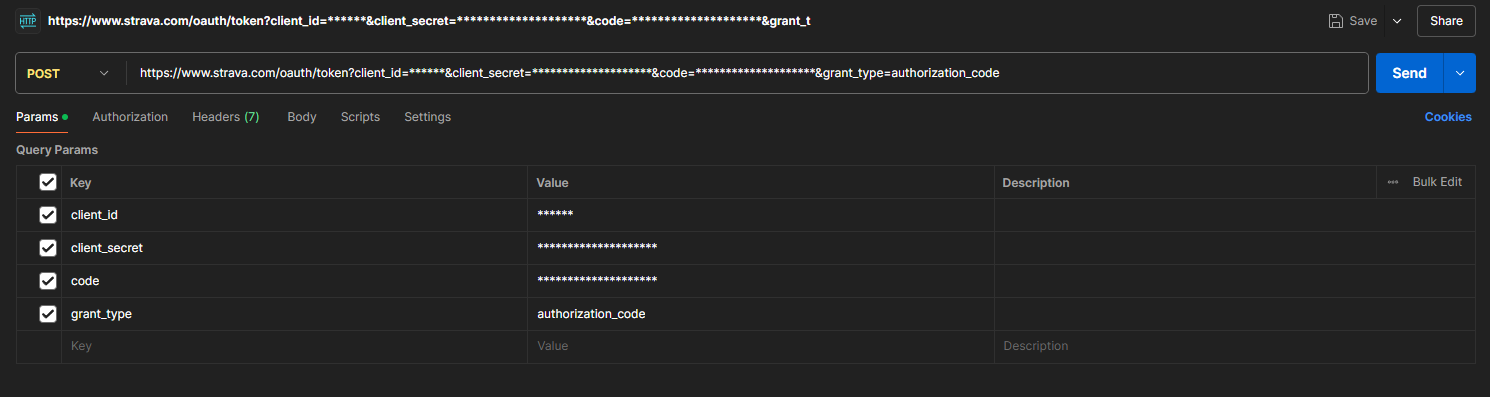 HTTP https://www.strava.com/oauth/token?client_id=******&client_secret=********************&code=********************&grant_t Save Share
POST https://www.strava.com/oauth/token?client_id=******&client_secret=********************&code=********************&grant_type=authorization_code Send
Params Authorization Headers (7) Body Scripts Settings Cookies
Query Params
Key Value Description Bulk Edit
client_id ******
client_secret ********************
code ********************
grant_type authorization_code
Key Value Description